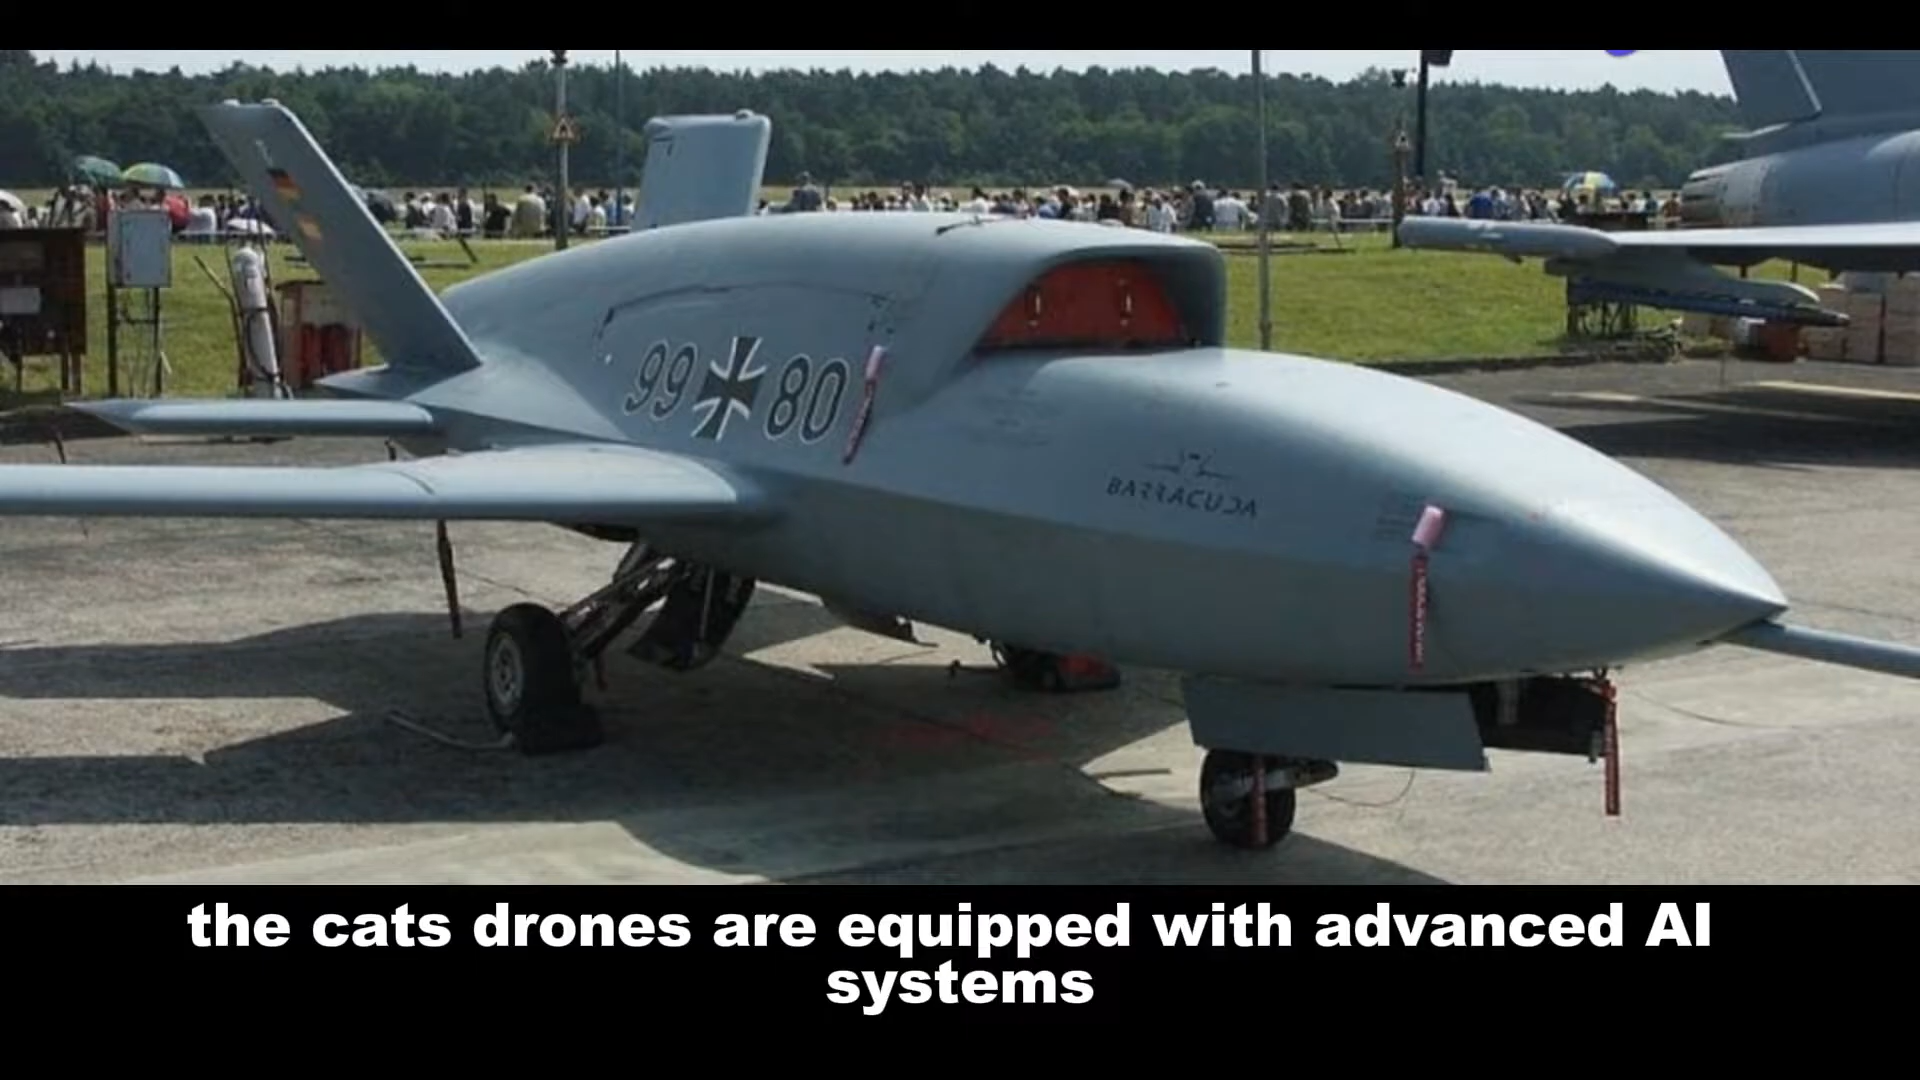 99 80
BARRACUDA
the cats drones are equipped with advanced AI
systems